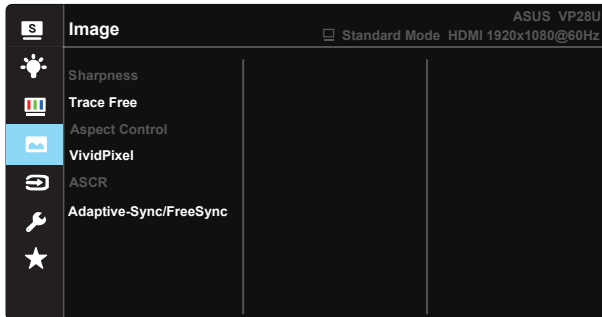 S
Image
ASUS VP28U
Standard Mode HDMI 1920x1080@60Hz
Sharpness
Trace Free
Aspect Control
VividPixel
ASCR
Adaptive-Sync/FreeSync